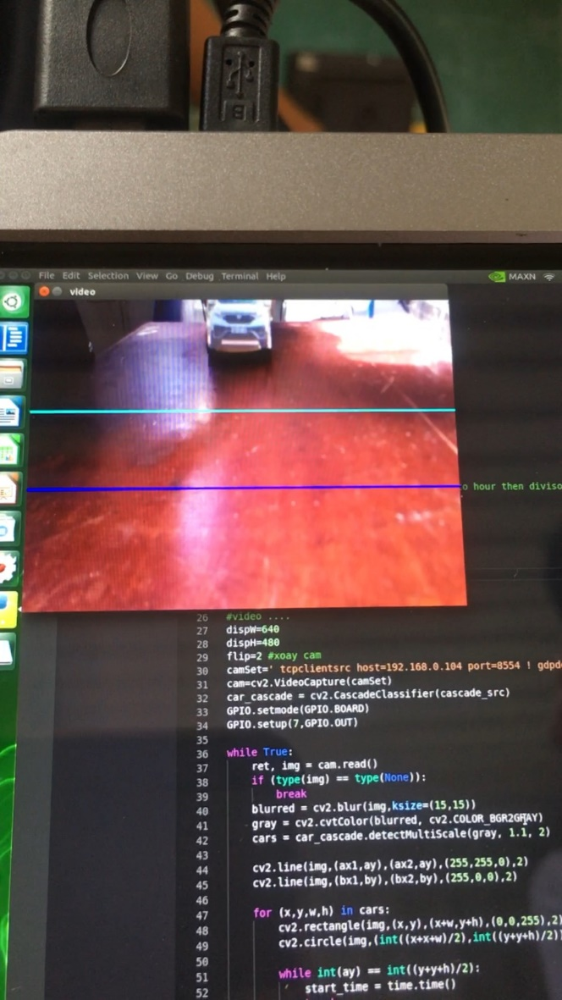 File Edit Selection View Go Debug Terminal Help
MAXN
video
o hour then diviso
26 #video ....
27 dispW=640
28 dispH=480
29 flip=2 #xoay cam
30 camSet=' tcpclientsrc host=192.168.0.104 port=8554 ! gdpd
31 cam=cv2.VideoCapture(camSet)
32 car_cascade = cv2.CascadeClassifier(cascade_src)
33 GPIO.setmode(GPIO.BOARD)
34 GPIO.setup(7,GPIO.OUT)
35
36 while True:
37 ret, img = cam.read()
38 if (type(img) == type(None)):
39 break
40 blurred = cv2.blur(img,ksize=(15,15))
41 gray = cv2.cvtColor(blurred, cv2.COLOR_BGR2GRAY)
42 cars = car_cascade.detectMultiScale(gray, 1.1, 2)
43
44 cv2.line(img,(ax1,ay),(ax2,ay),(255,255,0),2)
45 cv2.line(img,(bx1,by),(bx2,by),(255,0,0),2)
46
47 for (x,y,w,h) in cars:
48 cv2.rectangle(img,(x,y),(x+w,y+h),(0,0,255),2)
49 cv2.circle(img,(int((x+x+w)/2),int((y+y+h)/2))
50
51 while int(ay) == int((y+y+h)/2):
52 start_time = time.time()